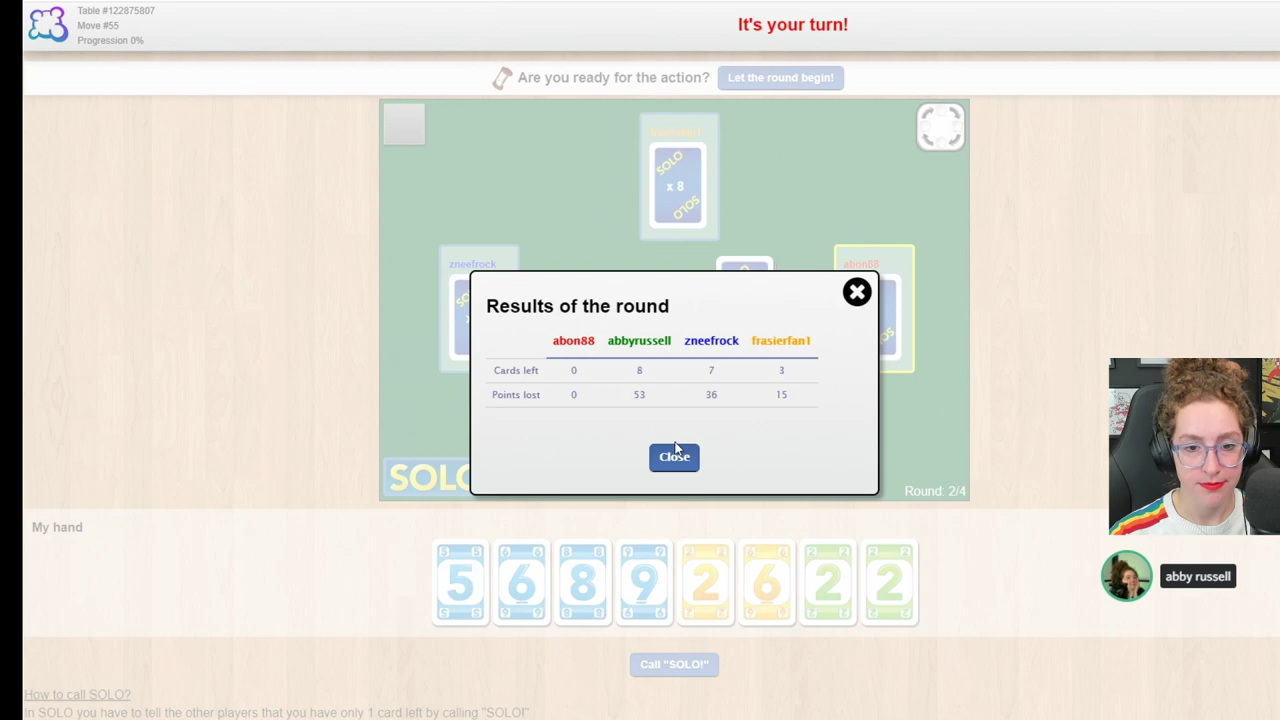 Table #122875807
Move #55
Progression 0%
It's your turn!
Are you ready for the action? Let the round begin!
SOLO
x 8
SOLO
zneefrock
abon88
Results of the round
abon88 abbyrussell zneefrock frasierfan1
Cards left 0 8 7 3
Points lost 0 53 36 15
Close
SOLO
Round: 2/4
My hand
5 6 8 9 2 6 2 2
abby russell
Call "SOLO!"
How to call SOLO?
In SOLO you have to tell the other players that you have only 1 card left by calling "SOLO!"